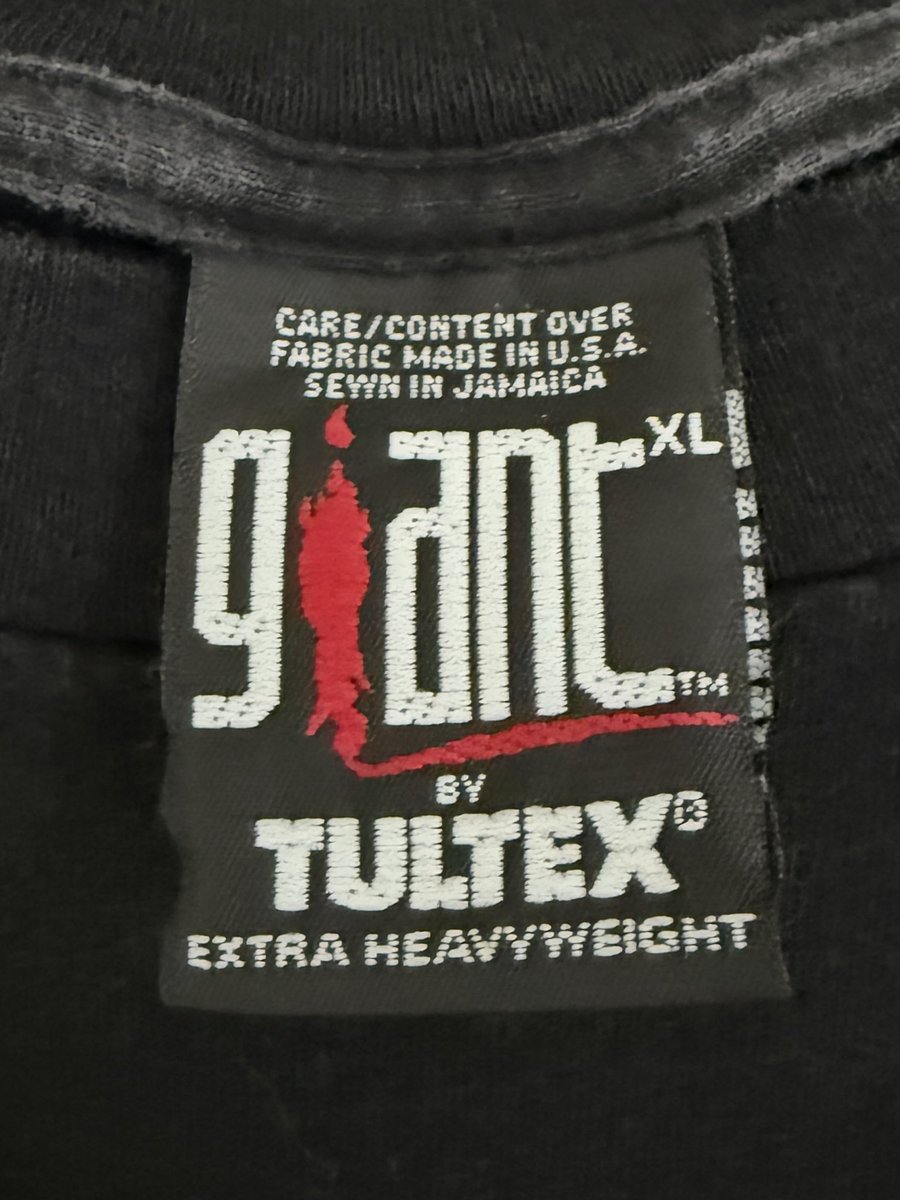 CARE/CONTENT OVER
FABRIC MADE IN U.S.A.
SEWN IN JAMAICA
giant XL
TM
BY
TULTEX®
EXTRA HEAVYWEIGHT